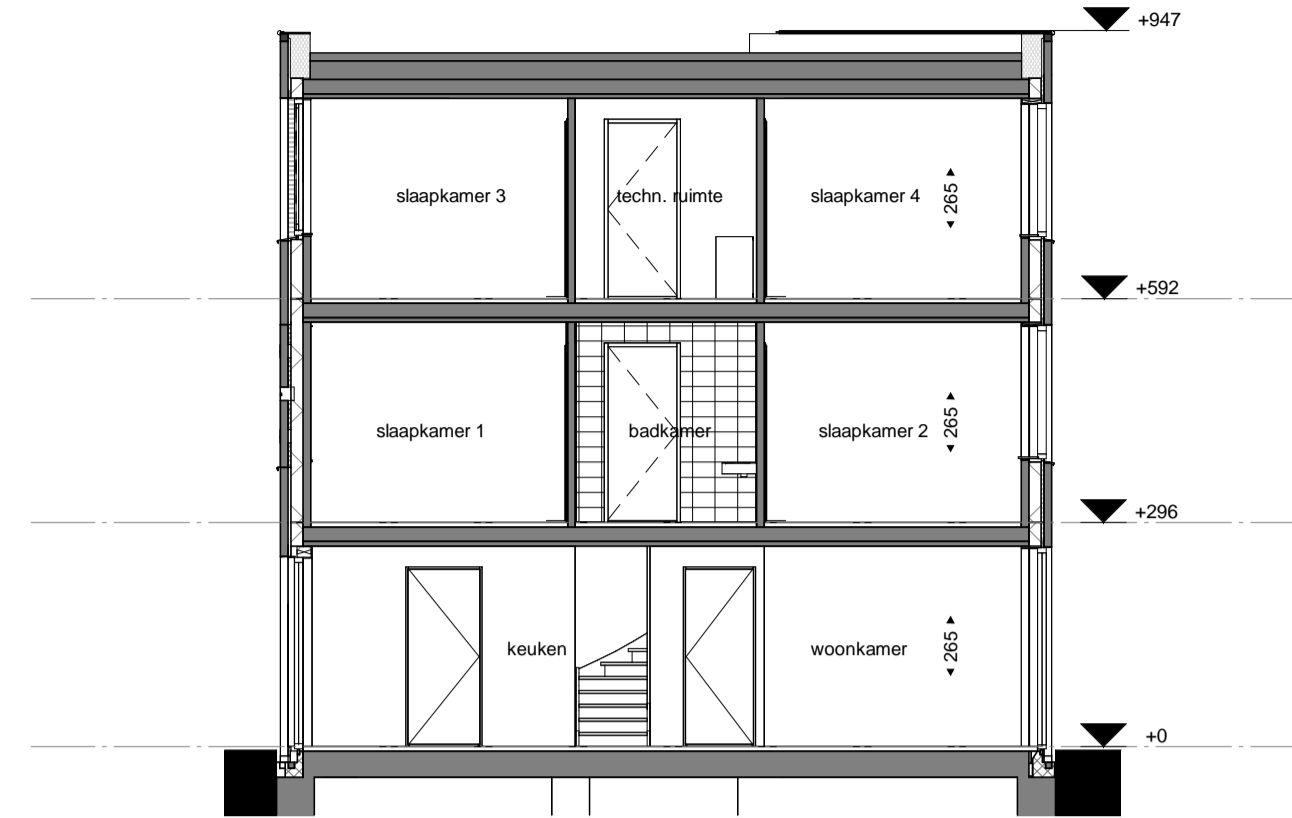 +947
slaapkamer 3
techn. ruimte
slaapkamer 4
265
+592
slaapkamer 1
badkamer
slaapkamer 2
265
+296
keuken
woonkamer
265
+0